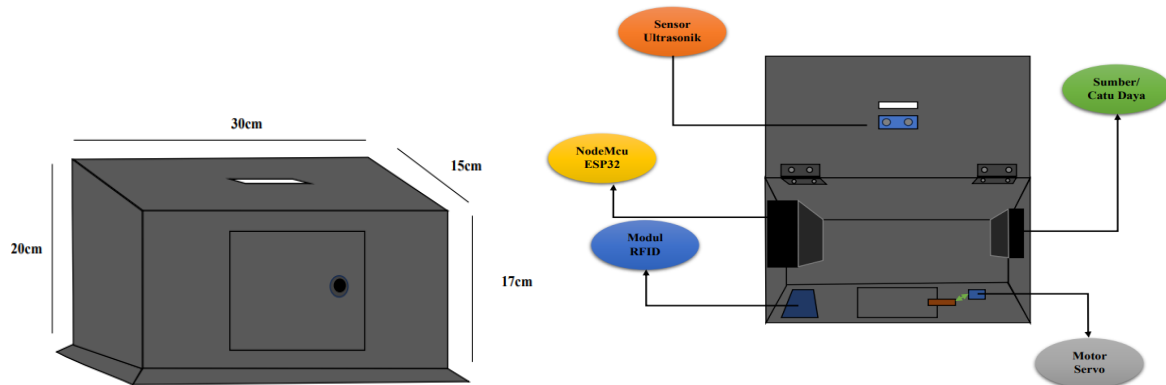 30cm
15cm
20cm
17cm
Sensor
Ultrasonik
Sumber/
Catu Daya
NodeMcu
ESP32
Modul
RFID
Motor
Servo